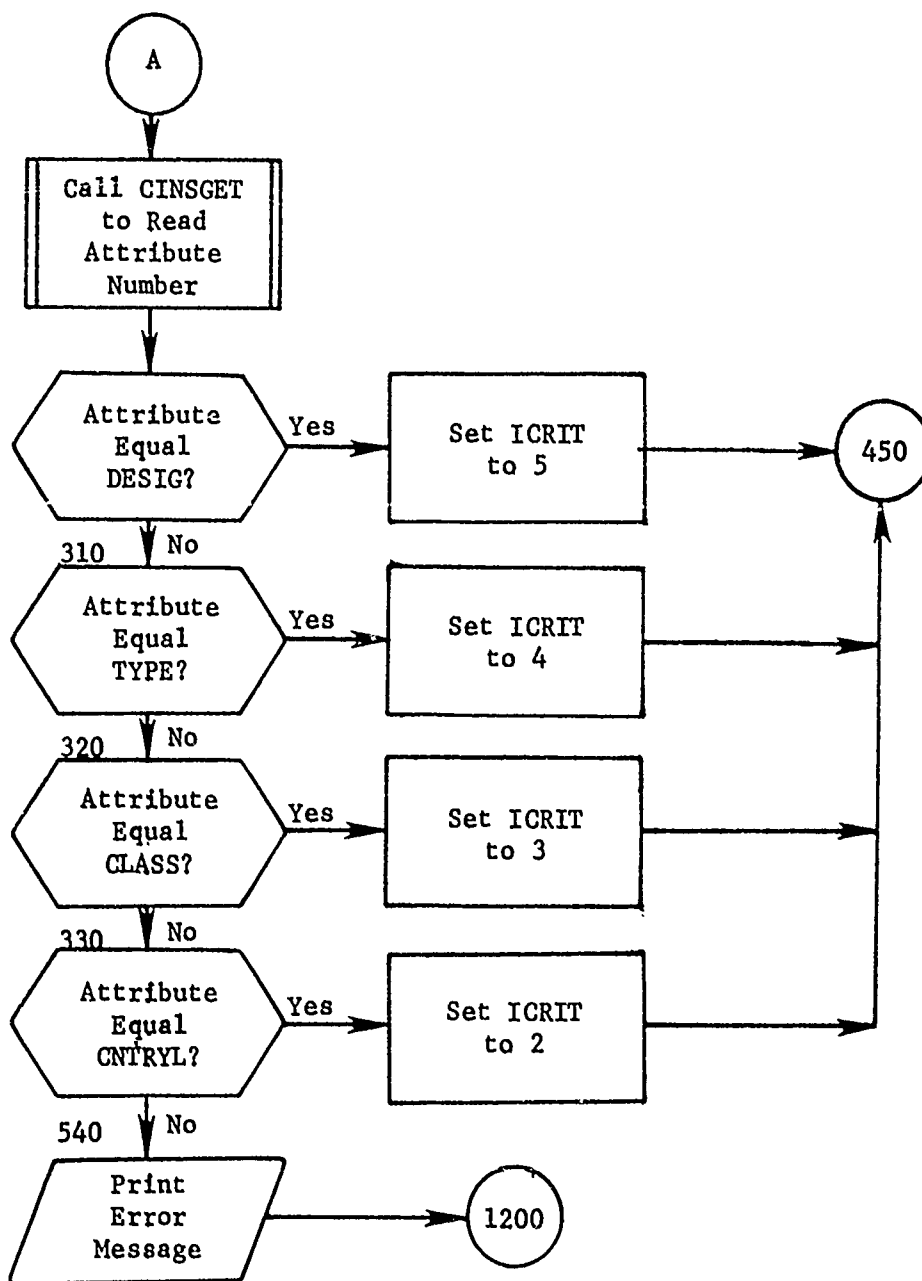 A
Call CINSGET
to Read
Attribute
Number
Attribute
Equal
DESIG?
Yes
Set ICRIT
to 5
450
No
310
Attribute
Equal
TYPE?
Yes
Set ICRIT
to 4
No
320
Attribute
Equal
CLASS?
Yes
Set ICRIT
to 3
No
330
Attribute
Equal
CNTRYL?
Yes
Set ICRIT
to 2
No
540
Print
Error
Message
1200